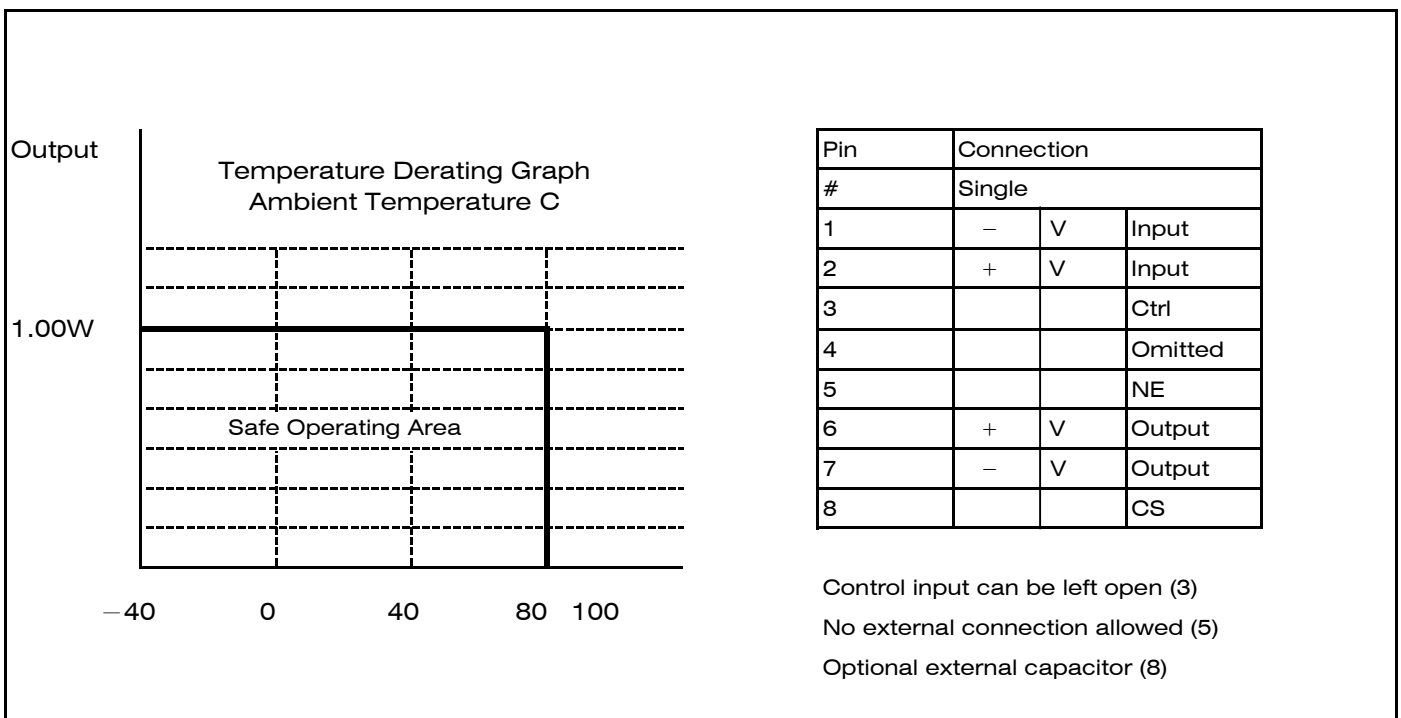 Output
Temperature Derating Graph
Ambient Temperature C
1.00W
Safe Operating Area
−40 0 40 80 100
Pin Connection
# Single
1 − V Input
2 + V Input
3 Ctrl
4 Omitted
5 NE
6 + V Output
7 − V Output
8 CS
Control input can be left open (3)
No external connection allowed (5)
Optional external capacitor (8)